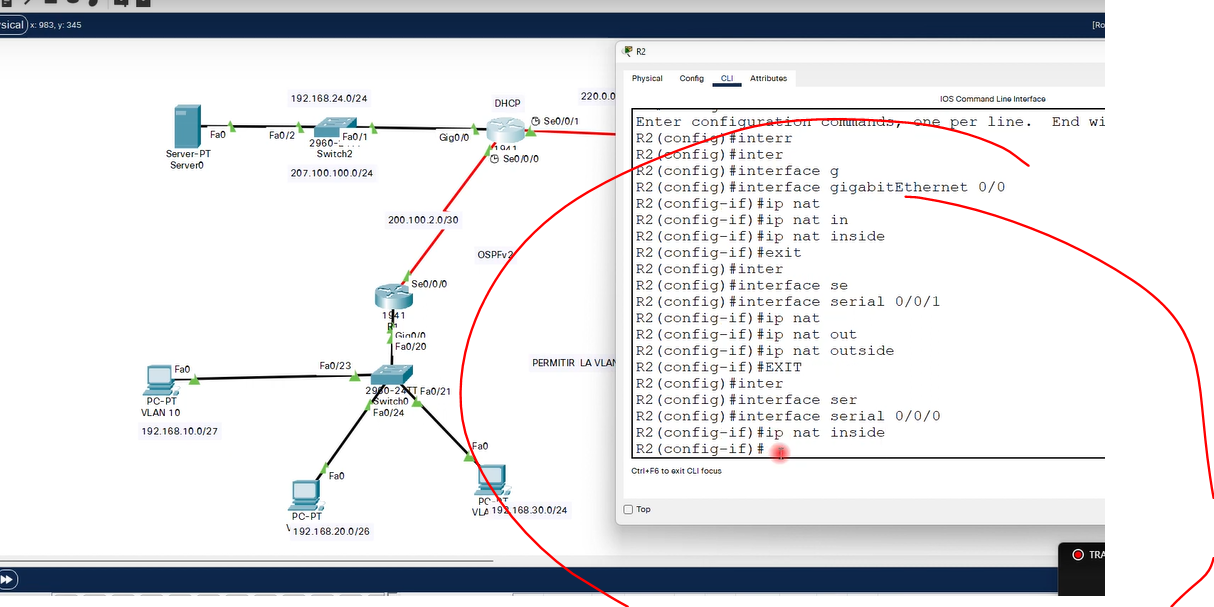 sical x: 983, y: 345
[Ro
R2
Physical Config CLI Attributes
IOS Command Line Interface
Enter configuration commands, one per line. End wi
R2(config)#interr
R2(config)#inter
R2(config)#interface g
R2(config)#interface gigabitEthernet 0/0
R2(config-if)#ip nat
R2(config-if)#ip nat in
R2(config-if)#ip nat inside
R2(config-if)#exit
R2(config)#inter
R2(config)#interface se
R2(config)#interface serial 0/0/1
R2(config-if)#ip nat
R2(config-if)#ip nat out
R2(config-if)#ip nat outside
R2(config-if)#EXIT
R2(config)#inter
R2(config)#interface ser
R2(config)#interface serial 0/0/0
R2(config-if)#ip nat inside
R2(config-if)#
Ctrl+F6 to exit CLI focus
Top
TRA
192.168.24.0/24
DHCP
220.0.0
Se0/0/1
Fa0
Fa0/2
Fa0/1
Gig0/0
Server-PT
Server0
Switch2
1941
Se0/0/0
207.100.100.0/24
200.100.2.0/30
OSPFv2
Se0/0/0
1941
R1
Gig0/0
Fa0/20
PERMITIR LA VLAN
Fa0
Fa0/23
2960-24TT
Fa0/21
Switch0
Fa0/24
PC-PT
VLAN 10
192.168.10.0/27
Fa0
Fa0
PC-PT
192.168.20.0/26
PC-PT
VLA
192.168.30.0/24